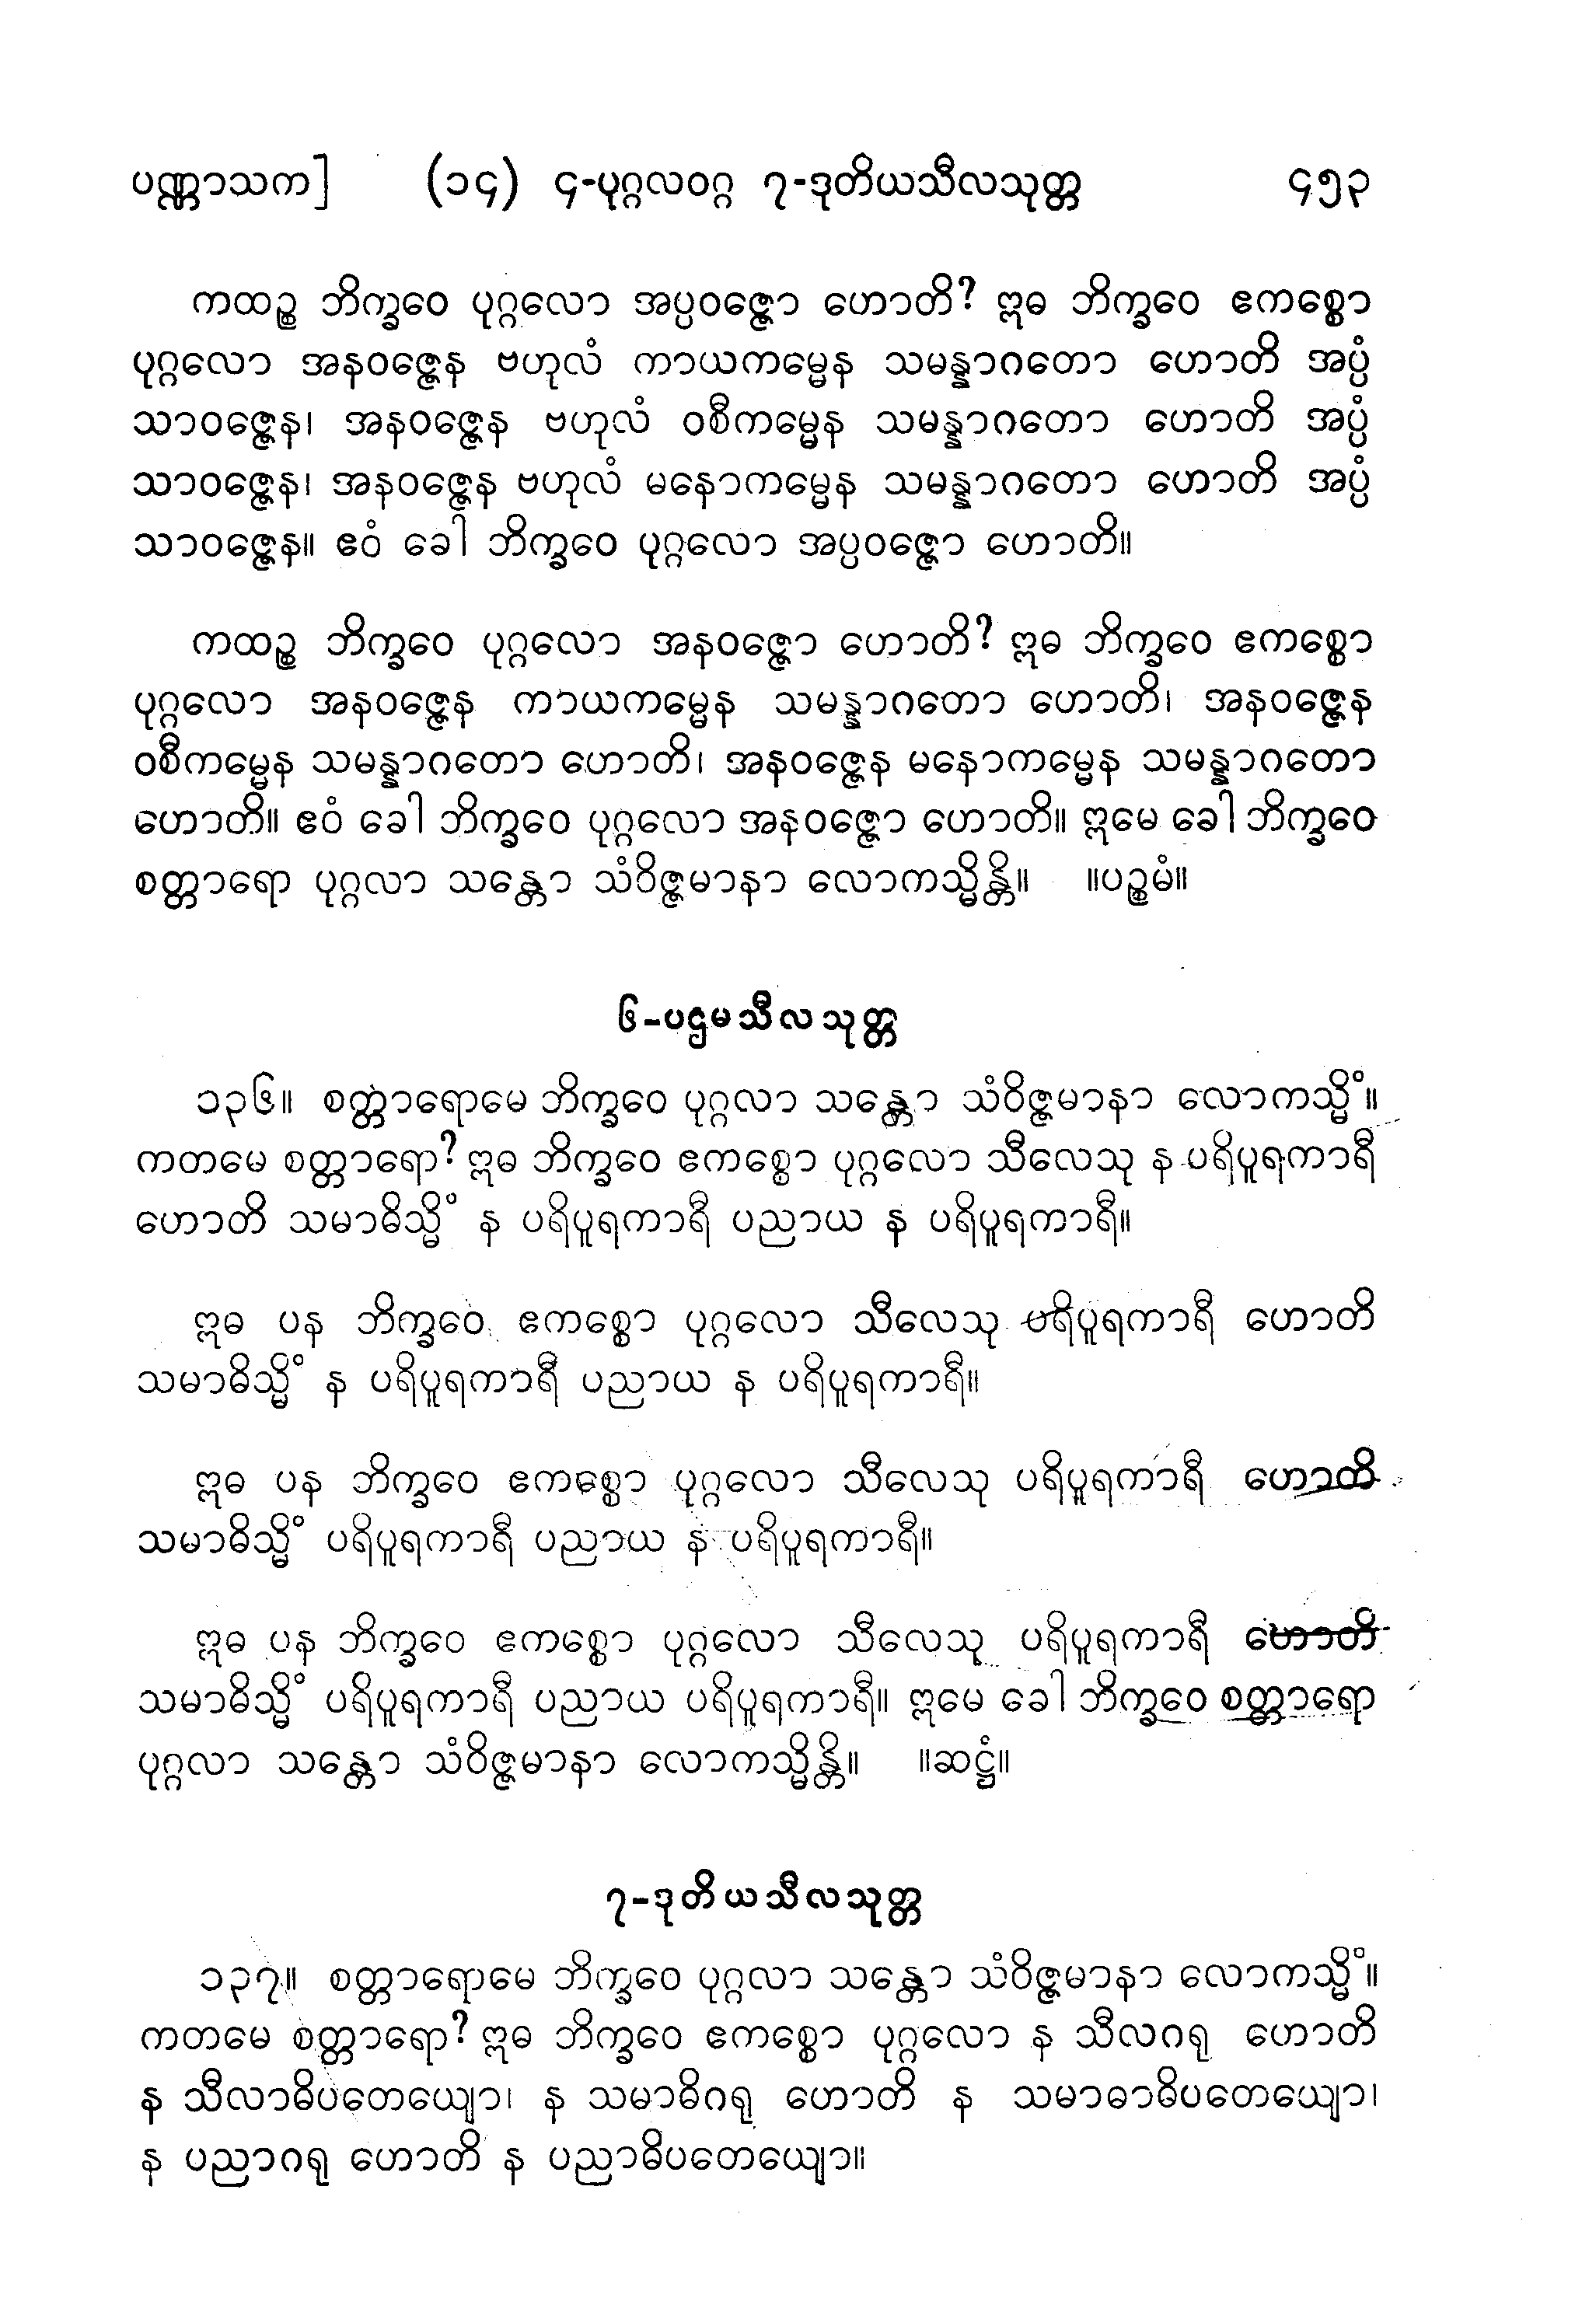 ပဏ္ဏာသက] (၁၄) ၄-ပုဂ္ဂလဝဂ္ဂ ၇-ဒုတိယသီလသုတ္တ ၄၅၃
ကထဉ္စ ဘိက္ခဝေ ပုဂ္ဂလော အပ္ပဝဇ္ဇော ဟောတိ? ဣဓ ဘိက္ခဝေ ဧကစ္စော
ပုဂ္ဂလော အနဝဇ္ဇေန ဗဟုလံ ကာယကမ္မေန သမန္နာဂတော ဟောတိ အပ္ပံ
သာဝဇ္ဇေန၊ အနဝဇ္ဇေန ဗဟုလံ ဝစီကမ္မေန သမန္နာဂတော ဟောတိ အပ္ပံ
သာဝဇ္ဇေန၊ အနဝဇ္ဇေန ဗဟုလံ မနောကမ္မေန သမန္နာဂတော ဟောတိ အပ္ပံ
သာဝဇ္ဇေန။ ဧဝံ ခေါ ဘိက္ခဝေ ပုဂ္ဂလော အပ္ပဝဇ္ဇော ဟောတိ။
ကထဉ္စ ဘိက္ခဝေ ပုဂ္ဂလော အနဝဇ္ဇော ဟောတိ? ဣဓ ဘိက္ခဝေ ဧကစ္စော
ပုဂ္ဂလော အနဝဇ္ဇေန ကာယကမ္မေန သမန္နာဂတော ဟောတိ၊ အနဝဇ္ဇေန
ဝစီကမ္မေန သမန္နာဂတော ဟောတိ၊ အနဝဇ္ဇေန မနောကမ္မေန သမန္နာဂတော
ဟောတိ။ ဧဝံ ခေါ ဘိက္ခဝေ ပုဂ္ဂလော အနဝဇ္ဇော ဟောတိ။ ဣမေ ခေါ ဘိက္ခဝေ
စတ္တာရော ပုဂ္ဂလာ သန္တော သံဝိဇ္ဇမာနာ လောကသ္မိန္တိ။ ။ပဉ္စမံ။
၆-ပဌမသီလသုတ္တ
၁၃၆။ စတ္တာရောမေ ဘိက္ခဝေ ပုဂ္ဂလာ သန္တော သံဝိဇ္ဇမာနာ လောကသ္မိံ။
ကတမေ စတ္တာရော? ဣဓ ဘိက္ခဝေ ဧကစ္စော ပုဂ္ဂလော သီလေသု န ပရိပူရကာရီ
ဟောတိ သမာဓိသ္မိံ န ပရိပူရကာရီ ပညာယ န ပရိပူရကာရီ။
ဣဓ ပန ဘိက္ခဝေ ဧကစ္စော ပုဂ္ဂလော သီလေသု ပရိပူရကာရီ ဟောတိ
သမာဓိသ္မိံ န ပရိပူရကာရီ ပညာယ န ပရိပူရကာရီ။
ဣဓ ပန ဘိက္ခဝေ ဧကစ္စော ပုဂ္ဂလော သီလေသု ပရိပူရကာရီ ဟောတိ
သမာဓိသ္မိံ ပရိပူရကာရီ ပညာယ န ပရိပူရကာရီ။
ဣဓ ပန ဘိက္ခဝေ ဧကစ္စော ပုဂ္ဂလော သီလေသု ပရိပူရကာရီ ဟောတိ
သမာဓိသ္မိံ ပရိပူရကာရီ ပညာယ ပရိပူရကာရီ။ ဣမေ ခေါ ဘိက္ခဝေ စတ္တာရော
ပုဂ္ဂလာ သန္တော သံဝိဇ္ဇမာနာ လောကသ္မိန္တိ။ ။ဆဋ္ဌံ။
၇-ဒုတိယသီလသုတ္တ
၁၃၇။ စတ္တာရောမေ ဘိက္ခဝေ ပုဂ္ဂလာ သန္တော သံဝိဇ္ဇမာနာ လောကသ္မိံ။
ကတမေ စတ္တာရော? ဣဓ ဘိက္ခဝေ ဧကစ္စော ပုဂ္ဂလော န သီလဂရု ဟောတိ
န သီလာဓိပတေယျော၊ န သမာဓိဂရု ဟောတိ န သမာဓာဓိပတေယျော၊
န ပညာဂရု ဟောတိ န ပညာဓိပတေယျော။